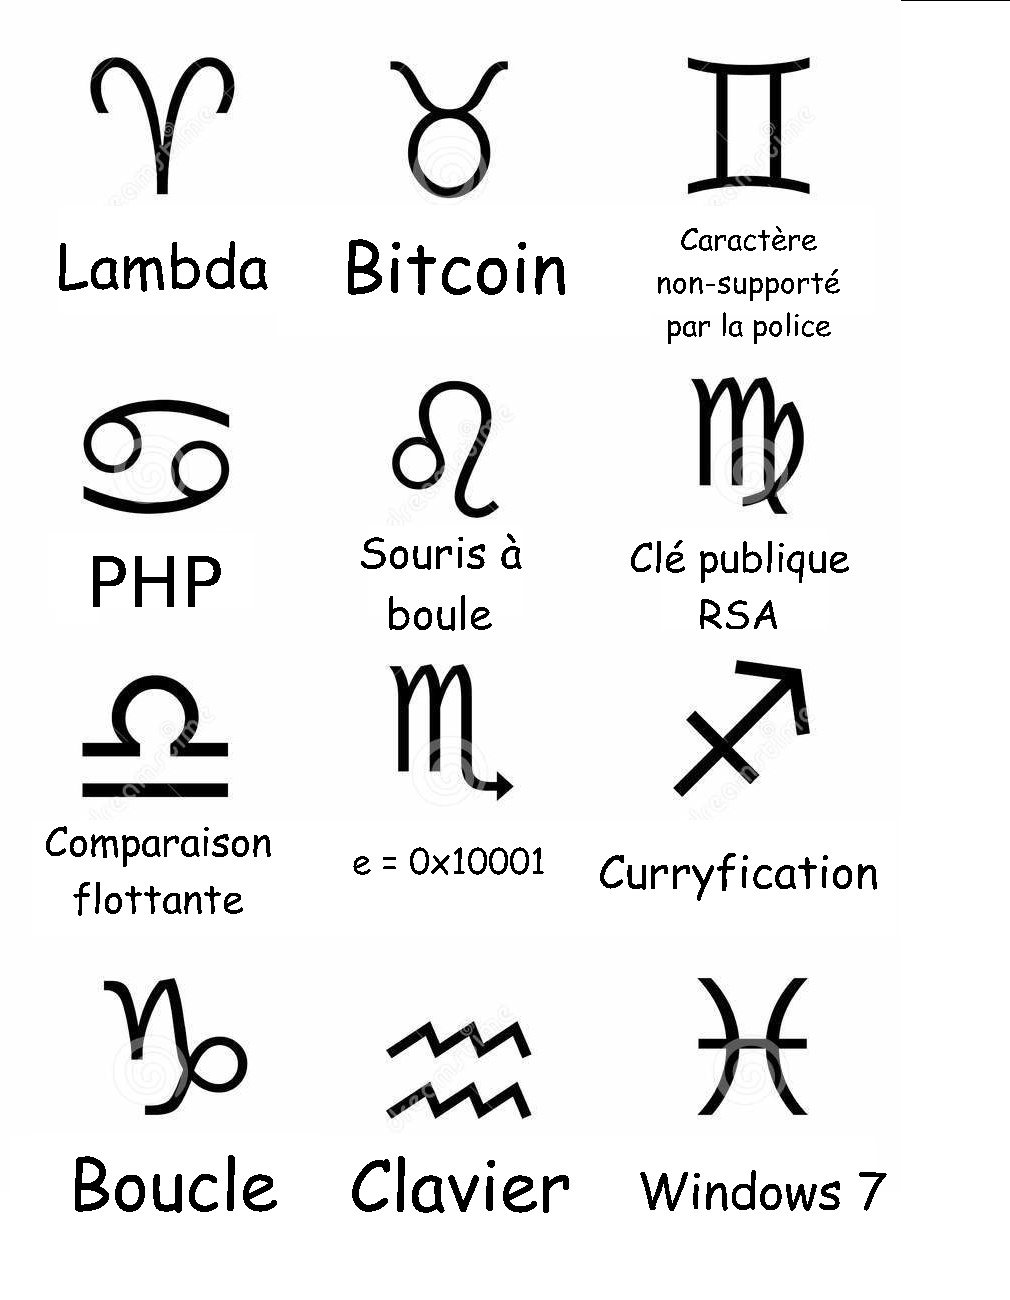 Lambda
Bitcoin
Caractère
non-supporté
par la police
PHP
Souris à
boule
Clé publique
RSA
Comparaison
flottante
e = 0x10001
Curryfication
Boucle
Clavier
Windows 7